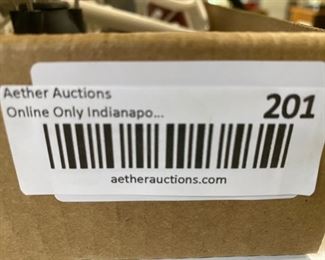 Aether Auctions
Online Only Indianapo...
201
aetherauctions.com